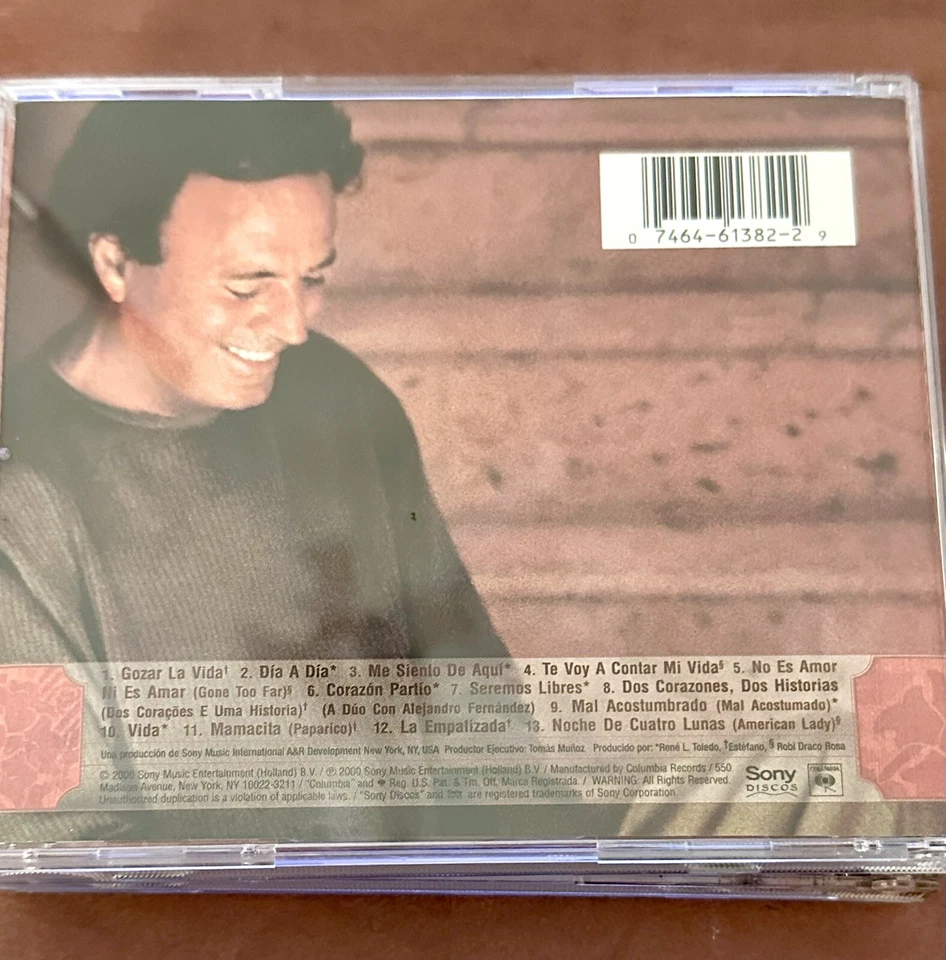 0 7464-61382-2 9
1. Gozar La Vida† 2. Día A Día* 3. Me Siento De Aquí* 4. Te Voy A Contar Mi Vida§ 5. No Es Amor
Ni Es Amar (Gone Too Far)§ 6. Corazón Partío* 7. Seremos Libres* 8. Dos Corazones, Dos Historias
(Dos Corações E Uma Historia)† (A Dúo Con Alejandro Fernández) 9. Mal Acostumbrado (Mal Acostumado)*
10. Vida* 11. Mamacita (Paparico)† 12. La Empalizada† 13. Noche De Cuatro Lunas (American Lady)§
Una producción de Sony Music International A&R Development New York, NY, USA Productor Ejecutivo: Tomás Muñoz Producido por: *René L. Toledo, †Estéfano, § Robi Draco Rosa
© 2000 Sony Music Entertainment (Holland) B.V. / ℗ 2000 Sony Music Entertainment (Holland) B.V. / Manufactured by Columbia Records / 550
Madison Avenue, New York, NY 10022-3211 / "Columbia" and Reg. U.S. Pat. & Tm. Off. Marca Registrada. / WARNING: All Rights Reserved.
Unauthorized duplication is a violation of applicable laws. / "Sony Discos" and are registered trademarks of Sony Corporation.
Sony
DISCOS
COLUMBIA